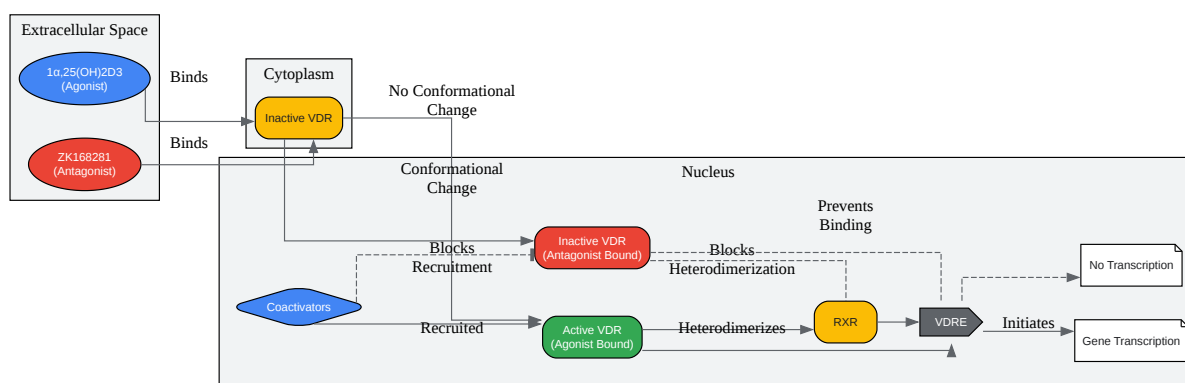 Extracellular Space
1α,25(OH)2D3
(Agonist)
Binds
Cytoplasm
Inactive VDR
No Conformational
Change
ZK168281
(Antagonist)
Binds
Conformational
Change
Nucleus
Prevents
Binding
Inactive VDR
(Antagonist Bound)
Blocks
Recruitment
Blocks
Heterodimerization
No Transcription
Coactivators
Recruited
Active VDR
(Agonist Bound)
Heterodimerizes
RXR
VDRE
Initiates
Gene Transcription